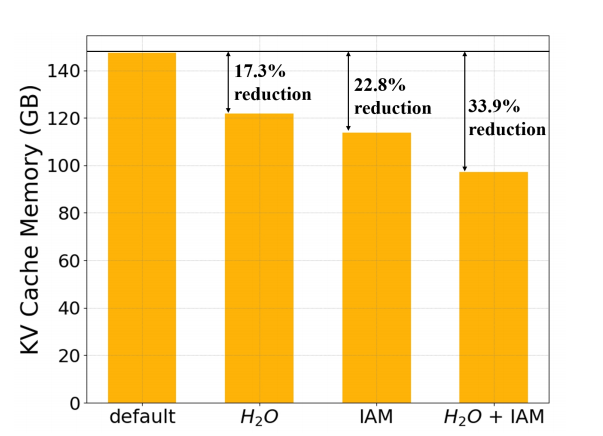 KV Cache Memory (GB)
140
120
100
80
60
40
20
0
17.3%
reduction
22.8%
reduction
33.9%
reduction
default
H₂O
IAM
H₂O + IAM